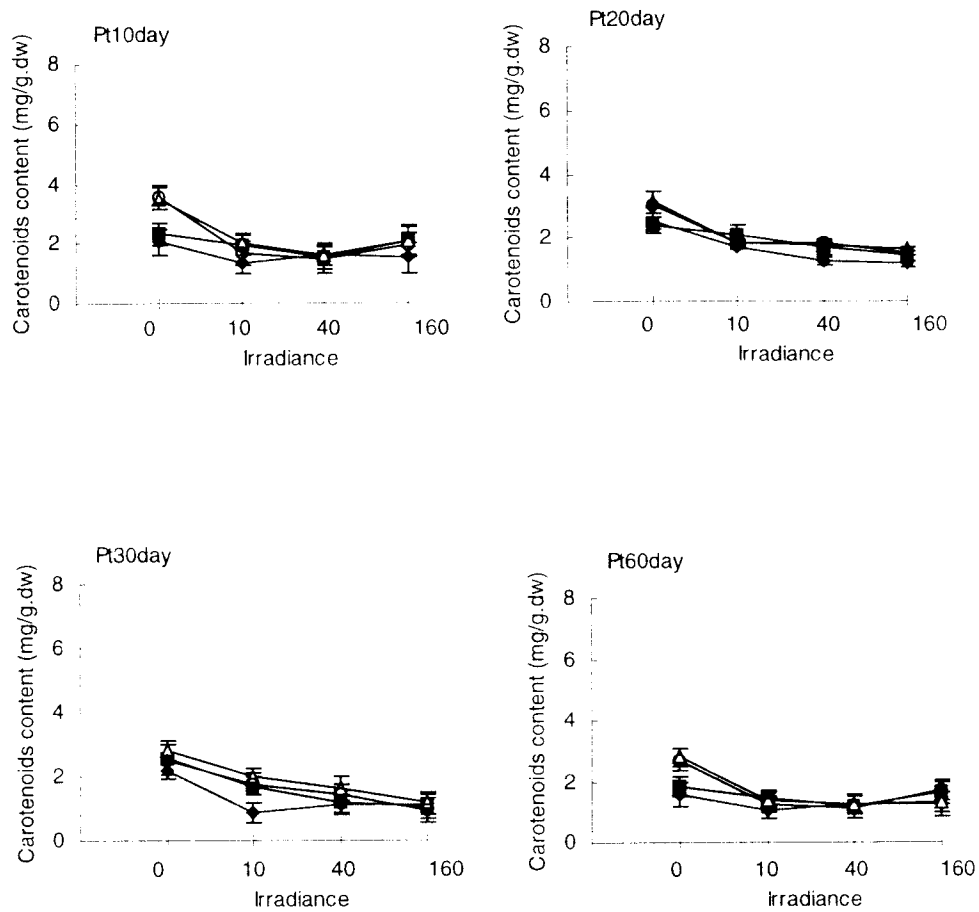 Pt10day
Carotenoids content (mg/g.dw)
8
6
4
2
0
0 10 40 160
Irradiance
Pt20day
Carotenoids content (mg/g.dw)
8
6
4
2
0
0 10 40 160
Irradiance
Pt30day
Carotenoids content (mg/g.dw)
8
6
4
2
0
0 10 40 160
Irradiance
Pt60day
Carotenoids content (mg/g.dw)
8
6
4
2
0
0 10 40 160
Irradiance